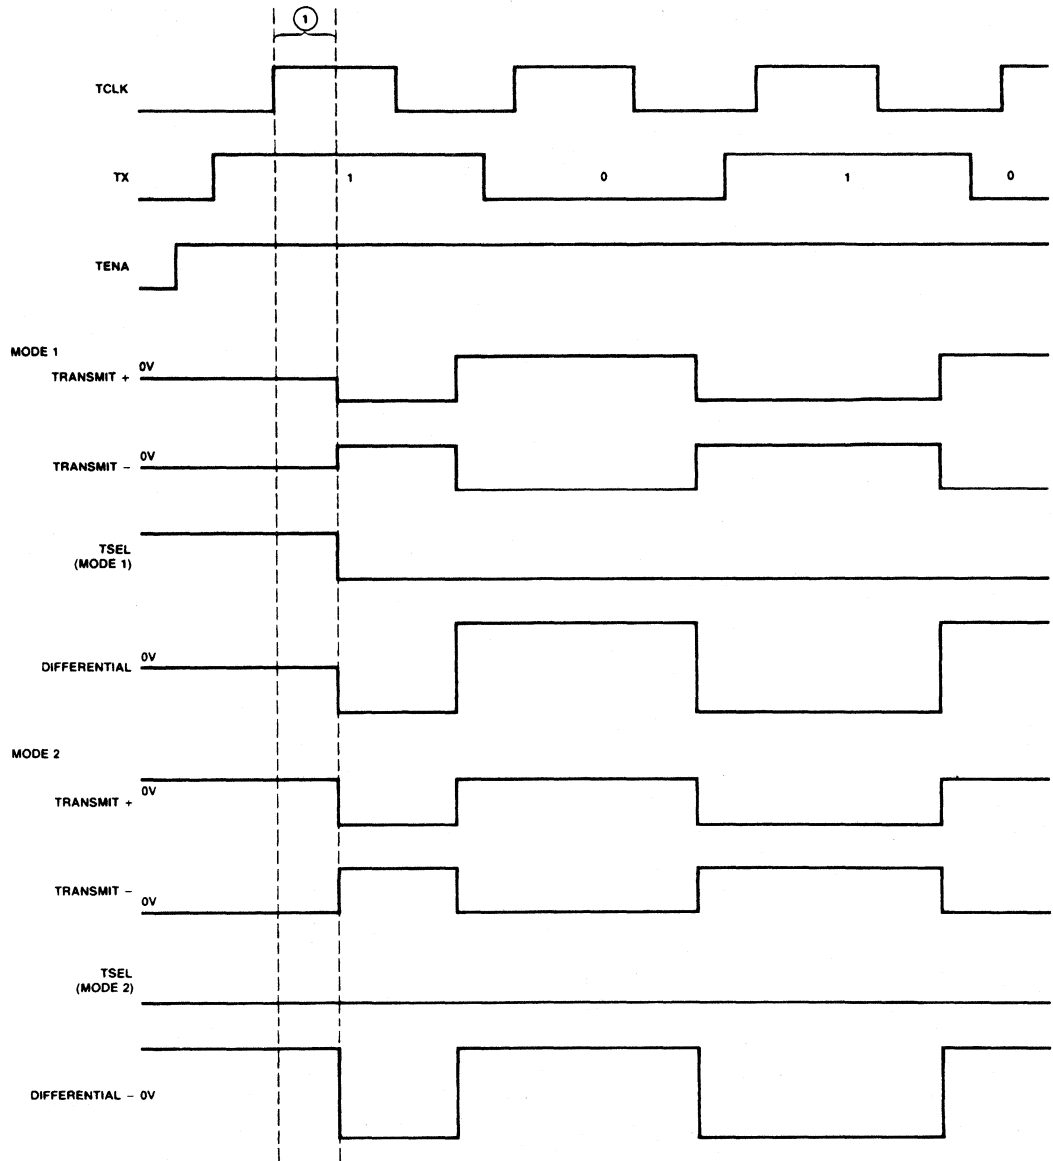 1
TCLK
TX
1 0 1 0
TENA
MODE 1
0V
TRANSMIT +
0V
TRANSMIT –
TSEL
(MODE 1)
0V
DIFFERENTIAL
MODE 2
0V
TRANSMIT +
TRANSMIT –
0V
TSEL
(MODE 2)
DIFFERENTIAL – 0V